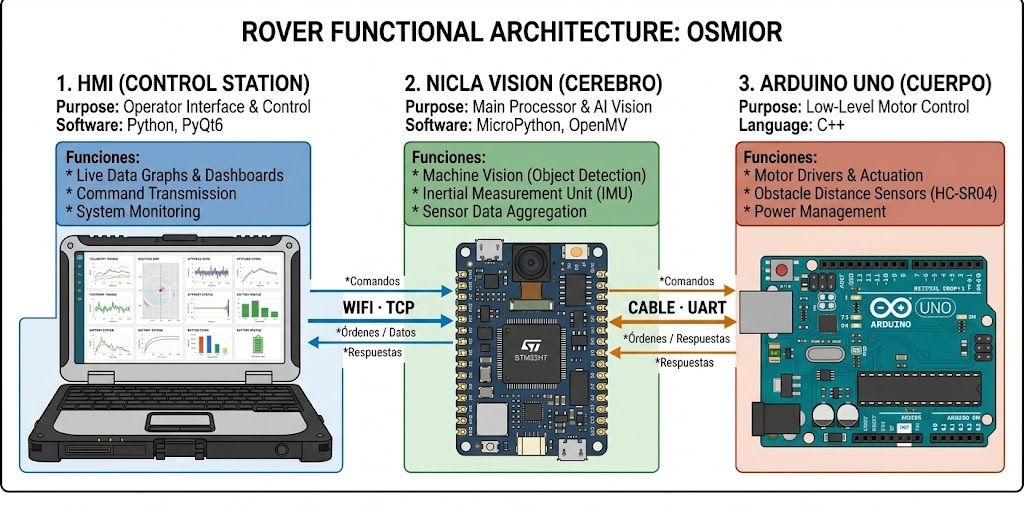 ROVER FUNCTIONAL ARCHITECTURE: OSMIOR
1. HMI (CONTROL STATION)
Purpose: Operator Interface & Control
Software: Python, PyQt6
Funciones:
* Live Data Graphs & Dashboards
* Command Transmission
* System Monitoring
2. NICLA VISION (CEREBRO)
Purpose: Main Processor & AI Vision
Software: MicroPython, OpenMV
Funciones:
* Machine Vision (Object Detection)
* Inertial Measurement Unit (IMU)
* Sensor Data Aggregation
3. ARDUINO UNO (CUERPO)
Purpose: Low-Level Motor Control
Language: C++
Funciones:
* Motor Drivers & Actuation
* Obstacle Distance Sensors (HC-SR04)
* Power Management
*Comandos
WIFI · TCP
*Órdenes / Datos
*Respuestas
*Comandos
CABLE · UART
*Órdenes / Respuestas
*Respuestas
ST
ARDUINO
UNO
ON